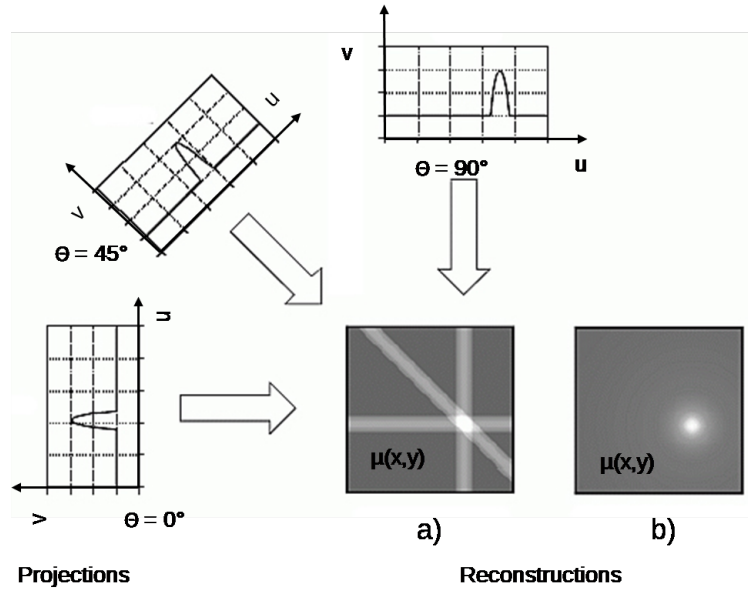 v
u
ϴ = 90°
u
v
ϴ = 45°
u
v
ϴ = 0°
μ(x,y)
μ(x,y)
a)
b)
Projections
Reconstructions